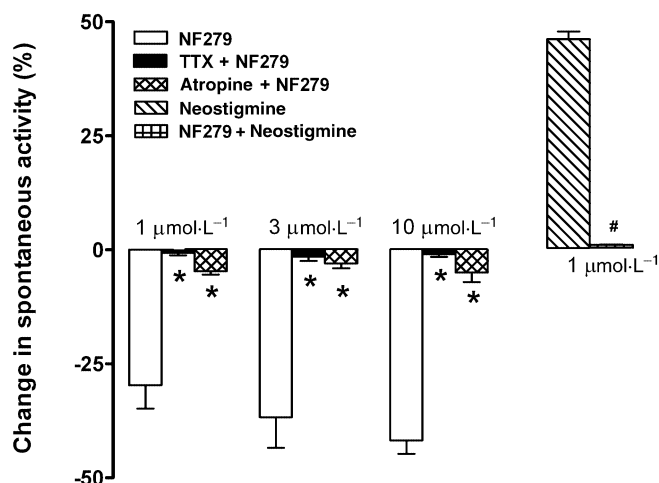 Change in spontaneous activity (%)
50
25
0
-25
-50
NF279
TTX + NF279
Atropine + NF279
Neostigmine
NF279 + Neostigmine
1 μmol·L⁻¹
3 μmol·L⁻¹
10 μmol·L⁻¹
* *
* *
* *
#
1 μmol·L⁻¹